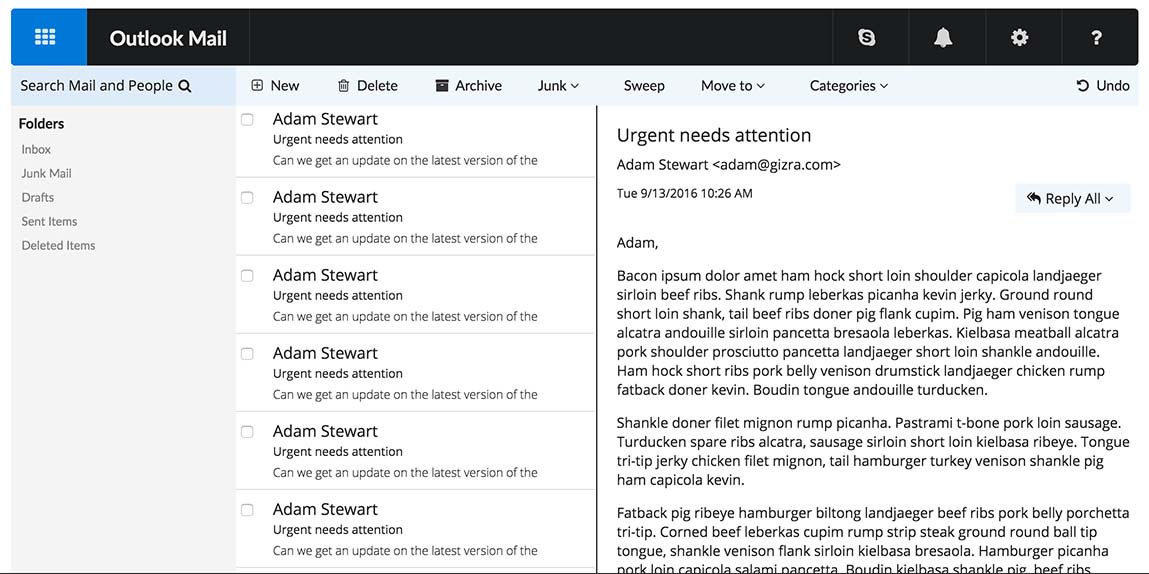 Outlook Mail
?
Search Mail and People
New
Delete
Archive
Junk
Sweep
Move to
Categories
Undo
Folders
Inbox
Junk Mail
Drafts
Sent Items
Deleted Items
Adam Stewart
Urgent needs attention
Can we get an update on the latest version of the
Adam Stewart
Urgent needs attention
Can we get an update on the latest version of the
Adam Stewart
Urgent needs attention
Can we get an update on the latest version of the
Adam Stewart
Urgent needs attention
Can we get an update on the latest version of the
Adam Stewart
Urgent needs attention
Can we get an update on the latest version of the
Adam Stewart
Urgent needs attention
Can we get an update on the latest version of the
Urgent needs attention
Adam Stewart <adam@gizra.com>
Tue 9/13/2016 10:26 AM
Reply All
Adam,
Bacon ipsum dolor amet ham hock short loin shoulder capicola landjaeger
sirloin beef ribs. Shank rump leberkas picanha kevin jerky. Ground round
short loin shank, tail beef ribs doner pig flank cupim. Pig ham venison tongue
alcatra andouille sirloin pancetta bresaola leberkas. Kielbasa meatball alcatra
pork shoulder prosciutto pancetta landjaeger short loin shankle andouille.
Ham hock short ribs pork belly venison drumstick landjaeger chicken rump
fatback doner kevin. Boudin tongue andouille turducken.
Shankle doner filet mignon rump picanha. Pastrami t-bone pork loin sausage.
Turducken spare ribs alcatra, sausage sirloin short loin kielbasa ribeye. Tongue
tri-tip jerky chicken filet mignon, tail hamburger turkey venison shankle pig
ham capicola kevin.
Fatback pig ribeye hamburger biltong landjaeger beef ribs pork belly porchetta
tri-tip. Corned beef leberkas cupim rump strip steak ground round ball tip
tongue, shankle venison flank sirloin kielbasa bresaola. Hamburger picanha
pork loin capicola salami pancetta. Boudin kielbasa shankle pig, beef ribs